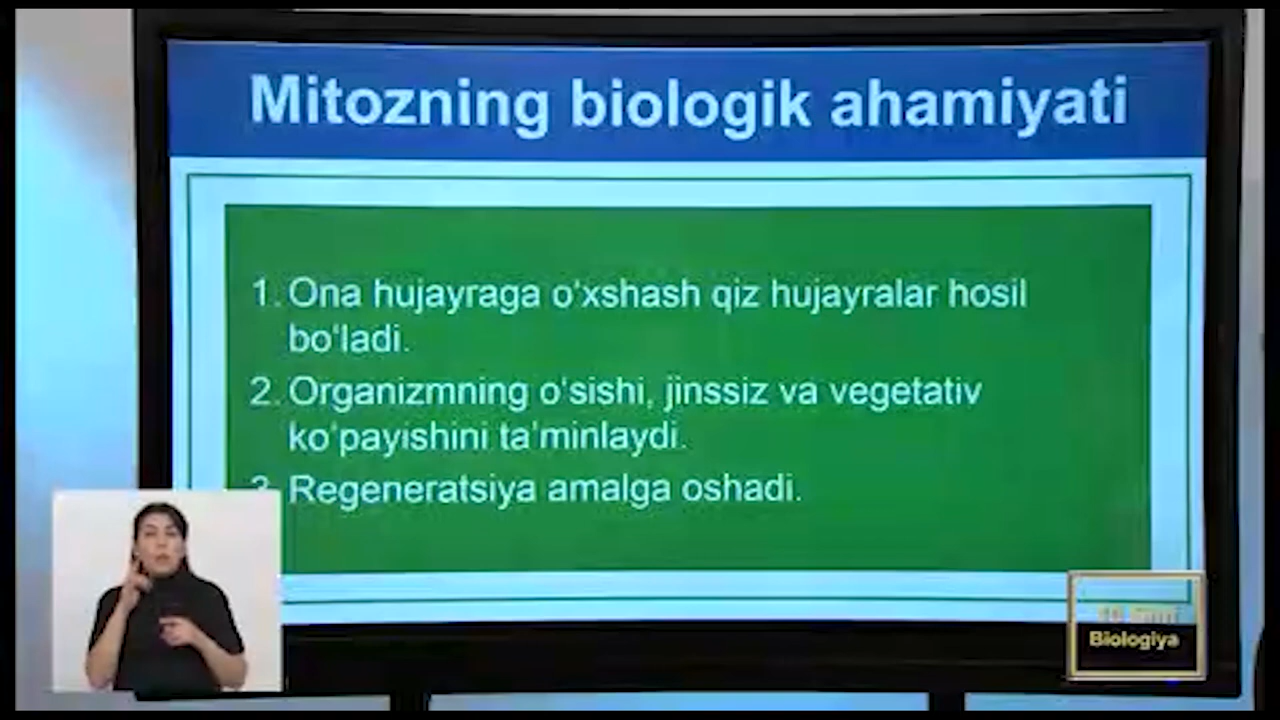 Mitozning biologik ahamiyati
1. Ona hujayraga o‘xshash qiz hujayralar hosil
bo‘ladi.
2. Organizmning o‘sishi, jinssiz va vegetativ
ko‘payishini ta’minlaydi.
3. Regeneratsiya amalga oshadi.
Biologiya